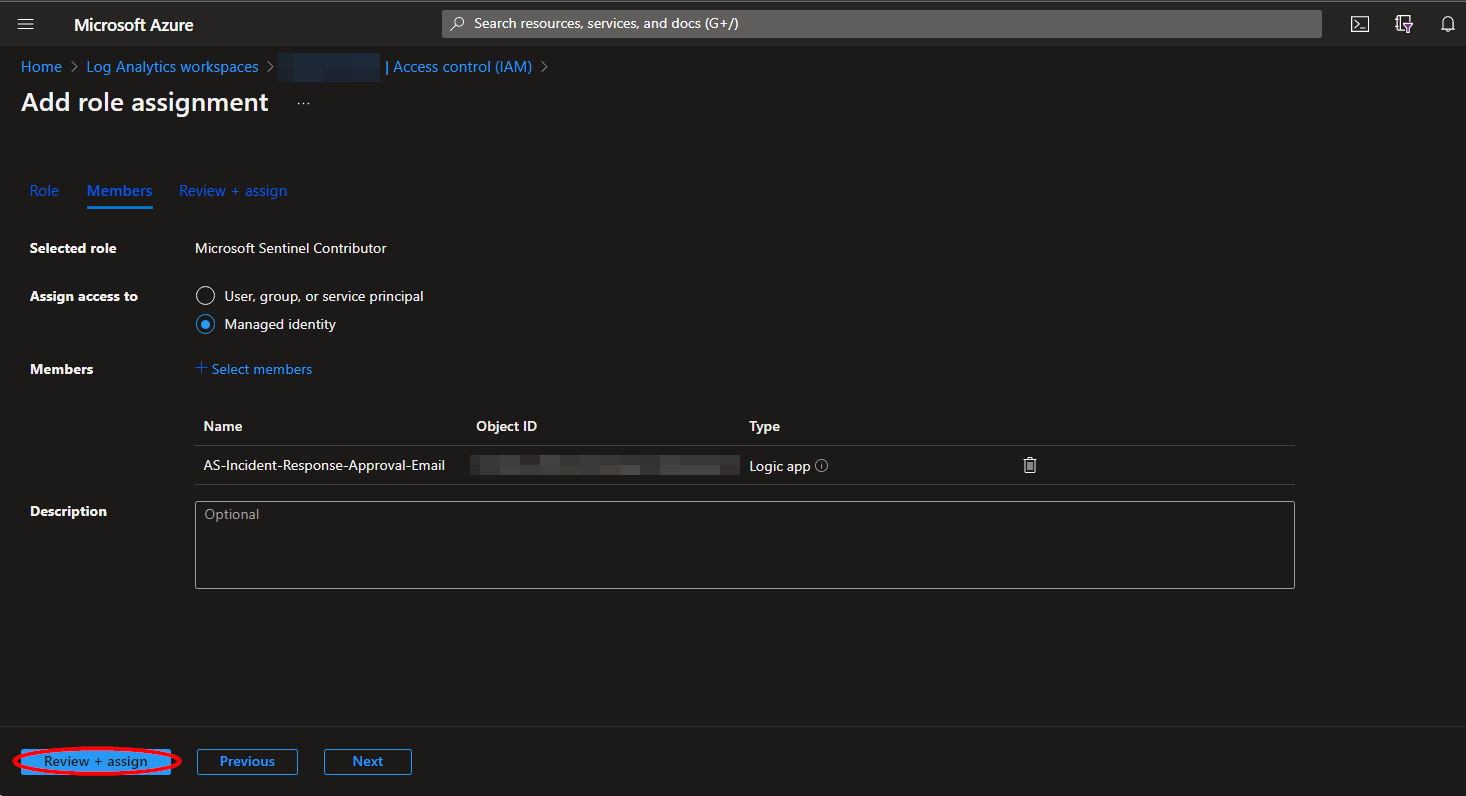 Microsoft Azure
Search resources, services, and docs (G+/)
Home > Log Analytics workspaces > | Access control (IAM) >
Add role assignment ...
Role Members Review + assign
Selected role Microsoft Sentinel Contributor
Assign access to User, group, or service principal
Managed identity
Members + Select members
Name Object ID Type
AS-Incident-Response-Approval-Email Logic app
Description Optional
Review + assign Previous Next